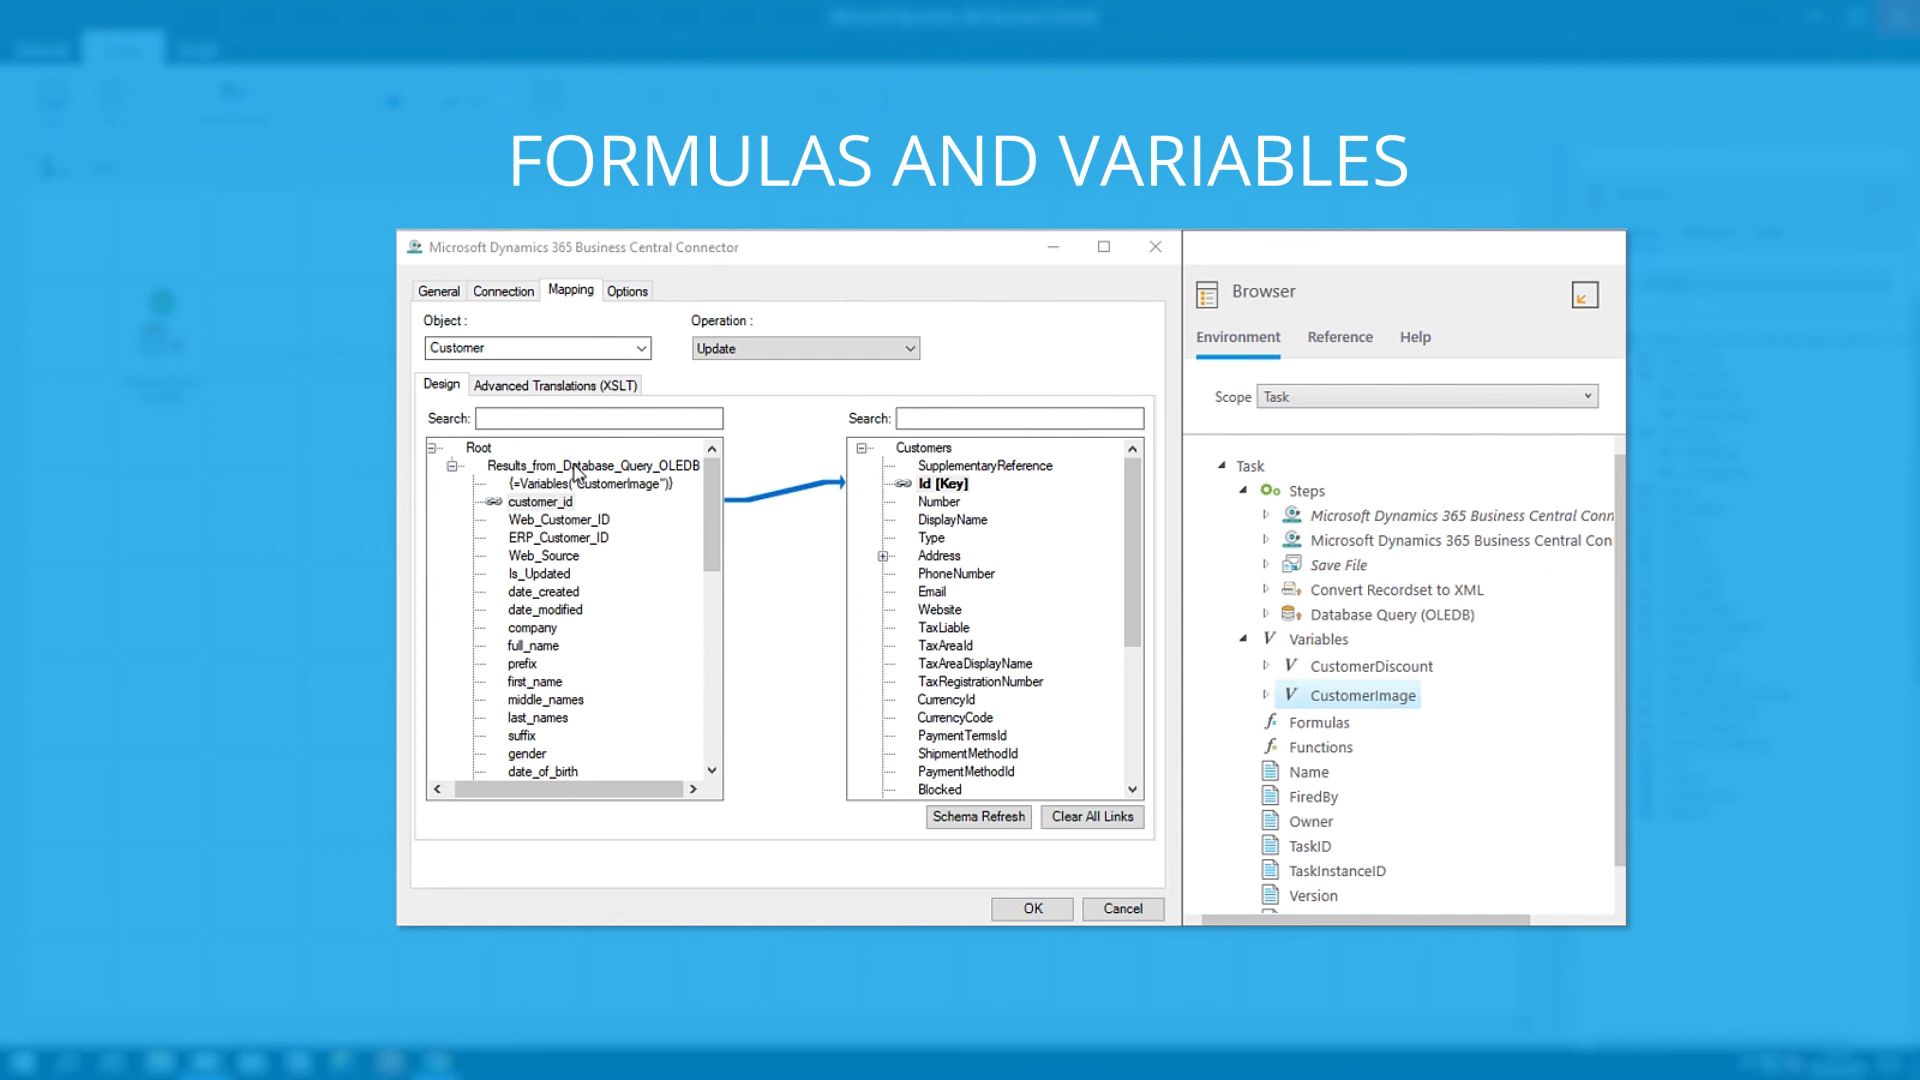 FORMULAS AND VARIABLES
Microsoft Dynamics 365 Business Central Connector
General
Connection
Mapping
Options
Object :
Operation :
Customer
Update
Design
Advanced Translations (XSLT)
Search:
Root
Results_from_Database_Query_OLEDB
{=Variables("CustomerImage")}
customer_id
Web_Customer_ID
ERP_Customer_ID
Web_Source
Is_Updated
date_created
date_modified
company
full_name
prefix
first_name
middle_names
last_names
suffix
gender
date_of_birth
Search:
Customers
SupplementaryReference
Id [Key]
Number
DisplayName
Type
Address
PhoneNumber
Email
Website
TaxLiable
TaxAreaId
TaxAreaDisplayName
TaxRegistrationNumber
CurrencyId
CurrencyCode
PaymentTermsId
ShipmentMethodId
PaymentMethodId
Blocked
Schema Refresh
Clear All Links
OK
Cancel
Browser
Environment
Reference
Help
Scope
Task
Task
Steps
Microsoft Dynamics 365 Business Central Conn
Microsoft Dynamics 365 Business Central Con
Save File
Convert Recordset to XML
Database Query (OLEDB)
Variables
CustomerDiscount
CustomerImage
Formulas
Functions
Name
FiredBy
Owner
TaskID
TaskInstanceID
Version